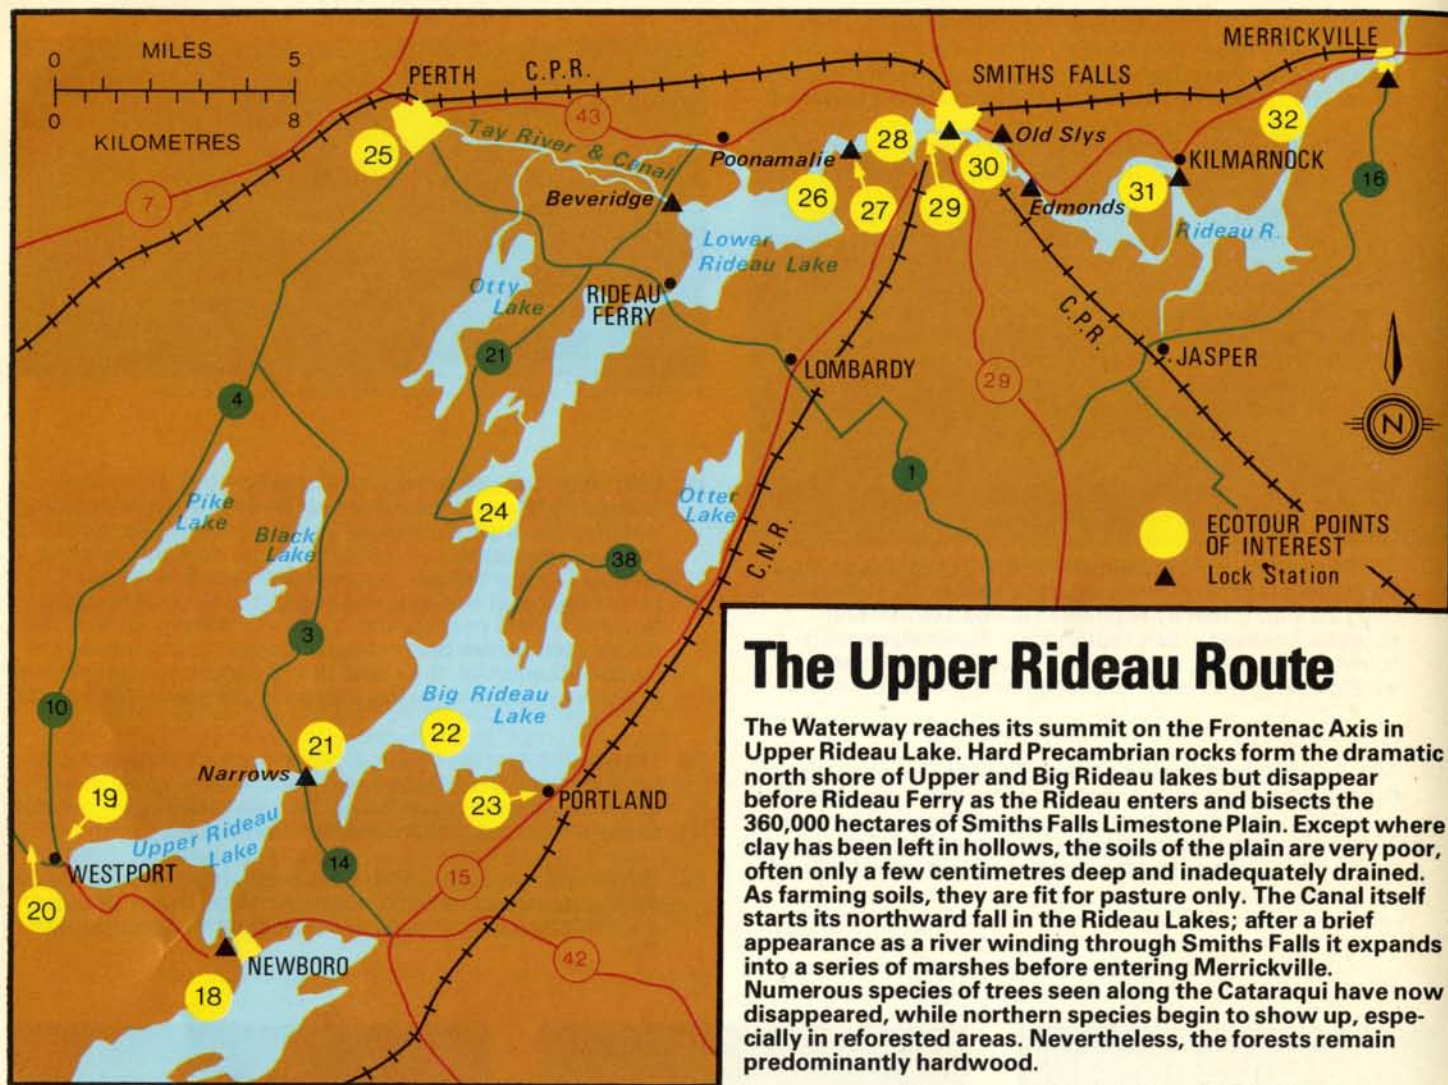 MILES
0 5
0 8
KILOMETRES
PERTH
C.P.R.
SMITHS FALLS
MERRICKVILLE
43
Tay River & Canal
25
7
Poonamalie
Beveridge
26
27
28
29
30
Old Slys
Edmonds
31
KILMARNOCK
32
16
Rideau R.
Lower
Rideau Lake
Otty
Lake
RIDEAU
FERRY
21
LOMBARDY
C.P.R.
29
JASPER
N
4
Pike
Lake
Black
Lake
24
Otter
Lake
1
38
C.N.R.
3
ECOTOUR POINTS
OF INTEREST
Lock Station
10
Big Rideau
Lake
22
21
Narrows
19
23
PORTLAND
Upper Rideau
Lake
WESTPORT
14
15
20
42
NEWBORO
18
The Upper Rideau Route
The Waterway reaches its summit on the Frontenac Axis in
Upper Rideau Lake. Hard Precambrian rocks form the dramatic
north shore of Upper and Big Rideau lakes but disappear
before Rideau Ferry as the Rideau enters and bisects the
360,000 hectares of Smiths Falls Limestone Plain. Except where
clay has been left in hollows, the soils of the plain are very poor,
often only a few centimetres deep and inadequately drained.
As farming soils, they are fit for pasture only. The Canal itself
starts its northward fall in the Rideau Lakes; after a brief
appearance as a river winding through Smiths Falls it expands
into a series of marshes before entering Merrickville.
Numerous species of trees seen along the Cataraqui have now
disappeared, while northern species begin to show up, espe-
cially in reforested areas. Nevertheless, the forests remain
predominantly hardwood.